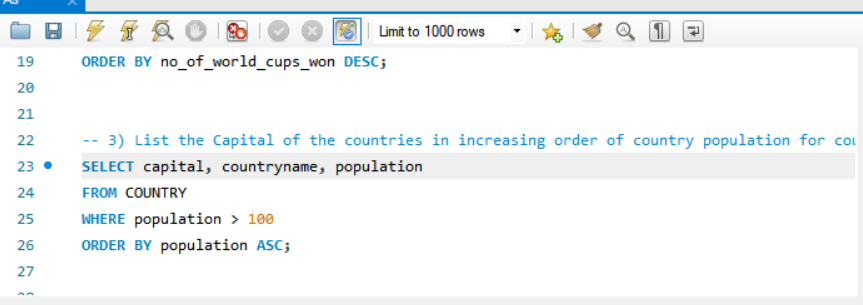 Limit to 1000 rows
19 ORDER BY no_of_world_cups_won DESC;
20
21
22 -- 3) List the Capital of the countries in increasing order of country population for
23 SELECT capital, countryname, population
24 FROM COUNTRY
25 WHERE population > 100
26 ORDER BY population ASC;
27